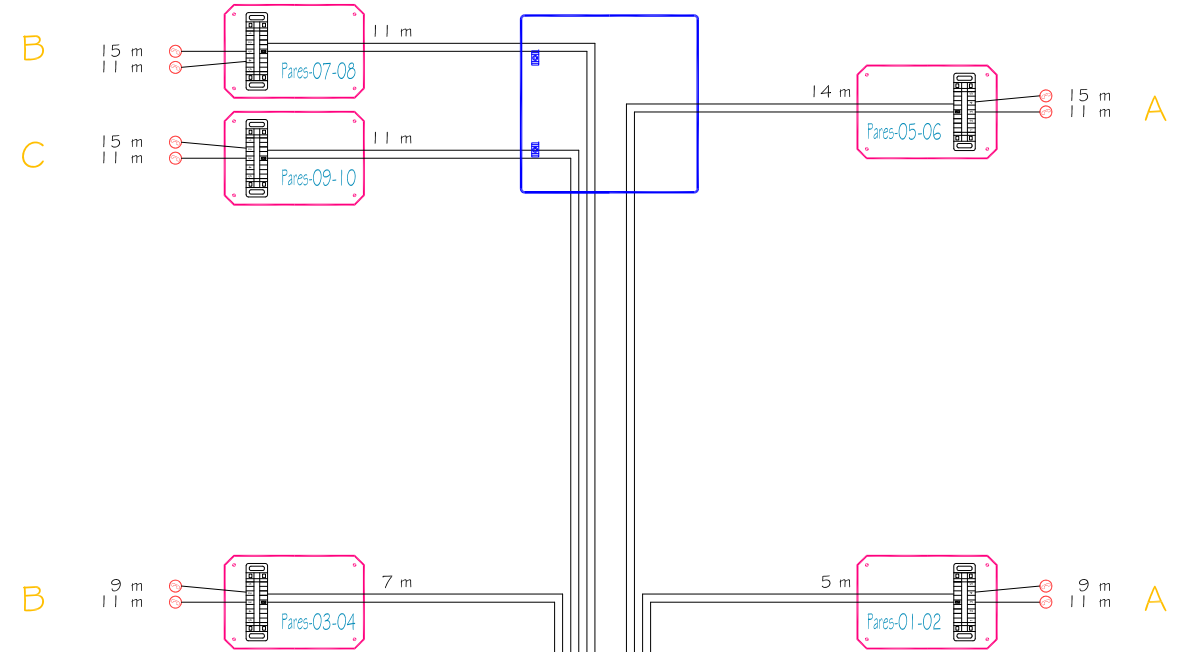 B
15 m
11 m
Pares-07-08
11 m
14 m
15 m
11 m
A
Pares-05-06
C
15 m
11 m
Pares-09-10
11 m
B
9 m
11 m
Pares-03-04
7 m
5 m
Pares-01-02
9 m
11 m
A